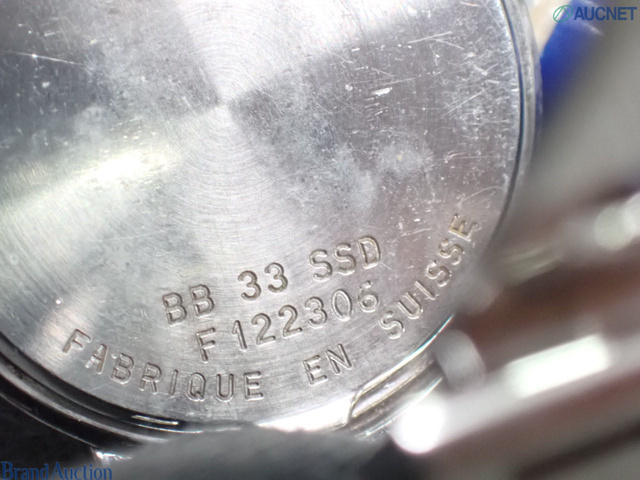 AUCNET
BB 33 SSD
F122306
FABRIQUE EN SUISSE
Brand Auction